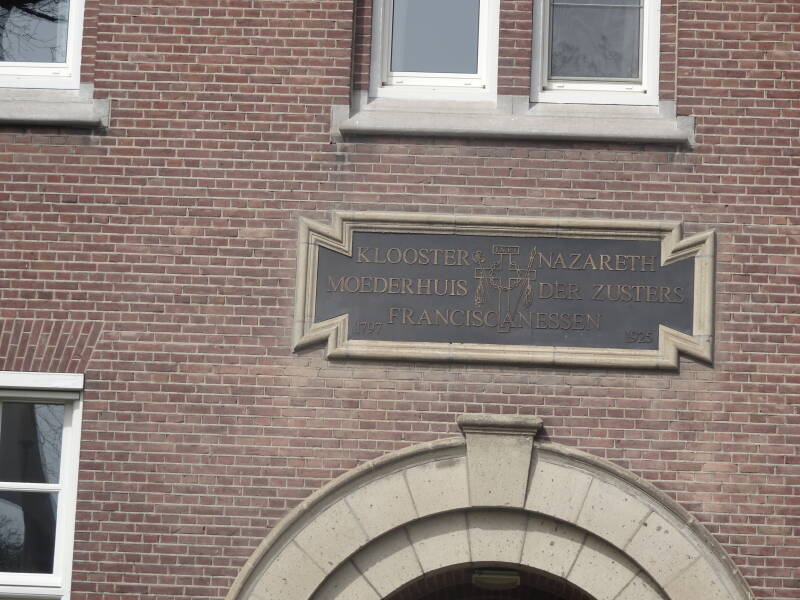 KLOOSTER NAZARETH
MOEDERHUIS DER ZUSTERS
FRANCISCANESSEN
1797 1925